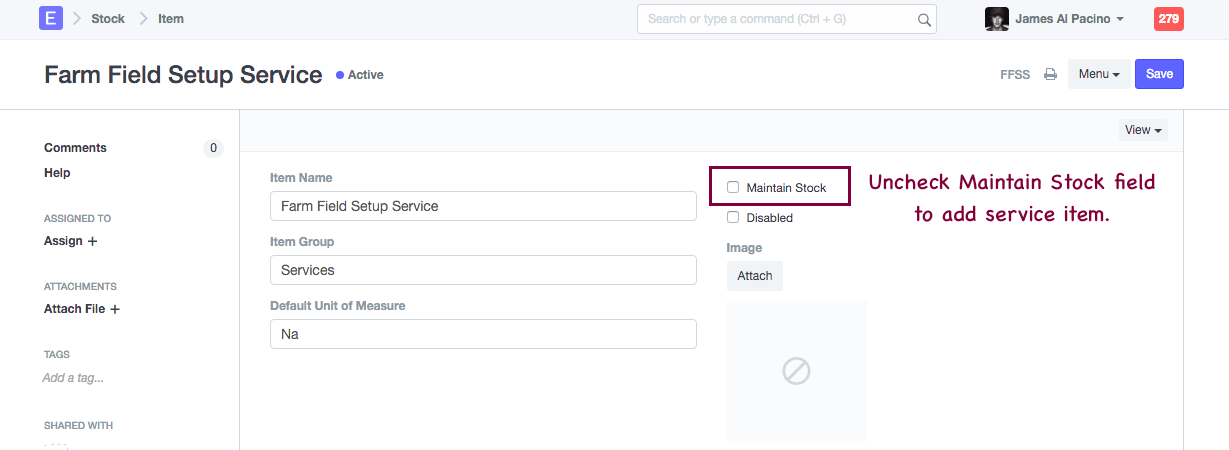 E Stock Item Search or type a command (Ctrl + G) James Al Pacino 279
Farm Field Setup Service Active FFSS Menu Save
View
Comments 0
Help
ASSIGNED TO
Assign +
ATTACHMENTS
Attach File +
TAGS
Add a tag...
SHARED WITH
Item Name
Farm Field Setup Service
Item Group
Services
Default Unit of Measure
Na
Maintain Stock
Disabled
Image
Attach
Uncheck Maintain Stock field
to add service item.